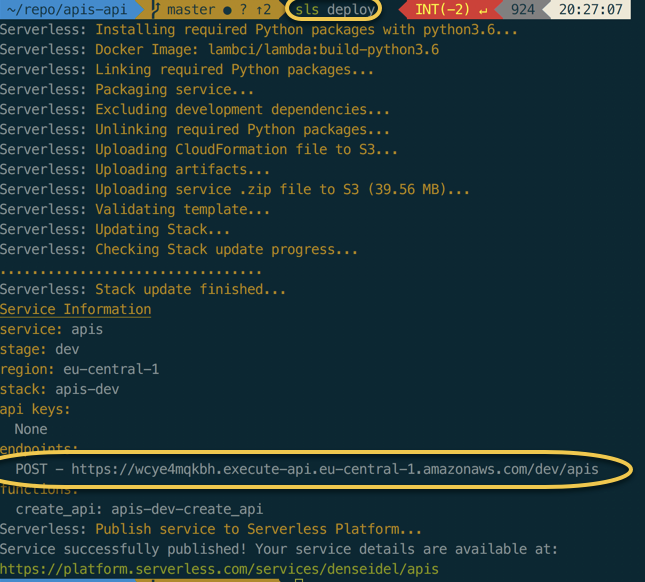 ~/repo/apis-api master ● ? ↑2 sls deploy INT(-2) ↵ 924 20:27:07
Serverless: Installing required Python packages with python3.6...
Serverless: Docker Image: lambci/lambda:build-python3.6
Serverless: Linking required Python packages...
Serverless: Packaging service...
Serverless: Excluding development dependencies...
Serverless: Unlinking required Python packages...
Serverless: Uploading CloudFormation file to S3...
Serverless: Uploading artifacts...
Serverless: Uploading service .zip file to S3 (39.56 MB)...
Serverless: Validating template...
Serverless: Updating Stack...
Serverless: Checking Stack update progress...
.................................
Serverless: Stack update finished...
Service Information
service: apis
stage: dev
region: eu-central-1
stack: apis-dev
api keys:
None
endpoints:
POST - https://wcye4mqkbh.execute-api.eu-central-1.amazonaws.com/dev/apis
functions:
create_api: apis-dev-create_api
Serverless: Publish service to Serverless Platform...
Service successfully published! Your service details are available at:
https://platform.serverless.com/services/denseidel/apis